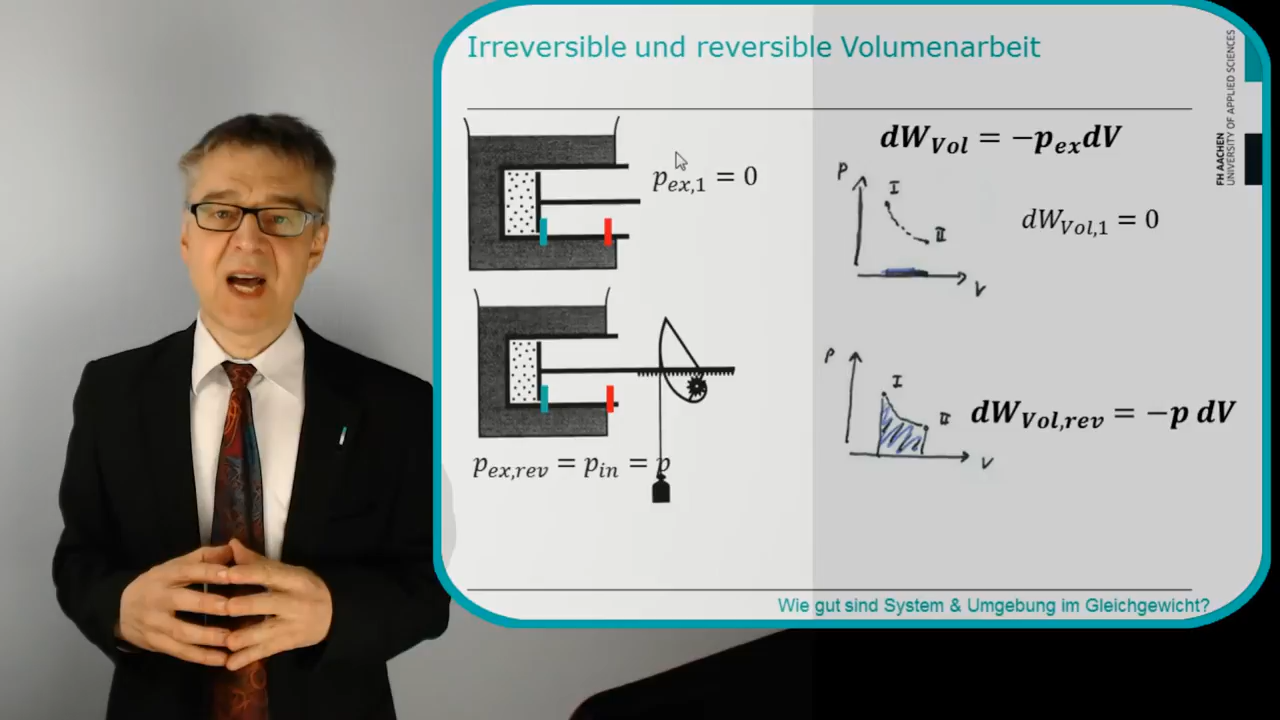 Irreversible und reversible Volumenarbeit
FH AACHEN
UNIVERSITY OF APPLIED SCIENCES
dW_Vol = −p_ex dV
p_ex,1 = 0
P
I
II
V
dW_Vol,1 = 0
P
I
II
V
dW_Vol,rev = −p dV
p_ex,rev = p_in = p
Wie gut sind System & Umgebung im Gleichgewicht?